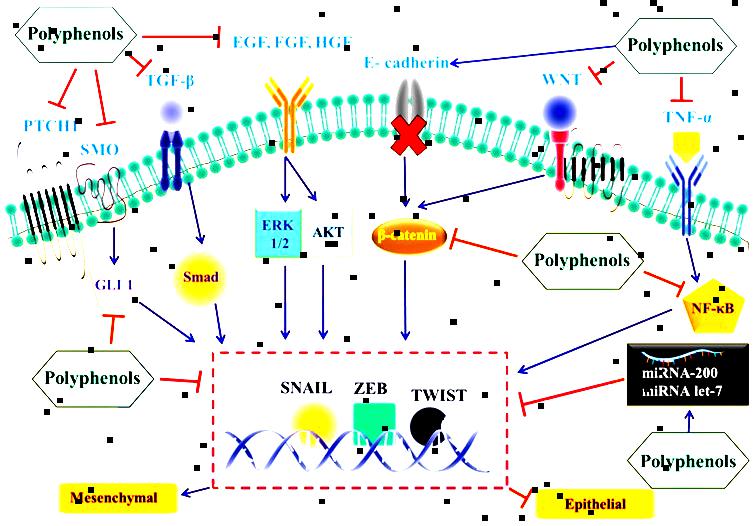 Polyphenols
EGF, FGF, HGF
E- cadherin
Polyphenols
TGF-β
WNT
PTCH1
SMO
TNF-α
ERK
1/2
AKT
β-catenin
Polyphenols
GLI 1
Smad
NF-κB
Polyphenols
SNAIL
ZEB
TWIST
miRNA-200
miRNA let-7
Polyphenols
Mesenchymal
Epithelial